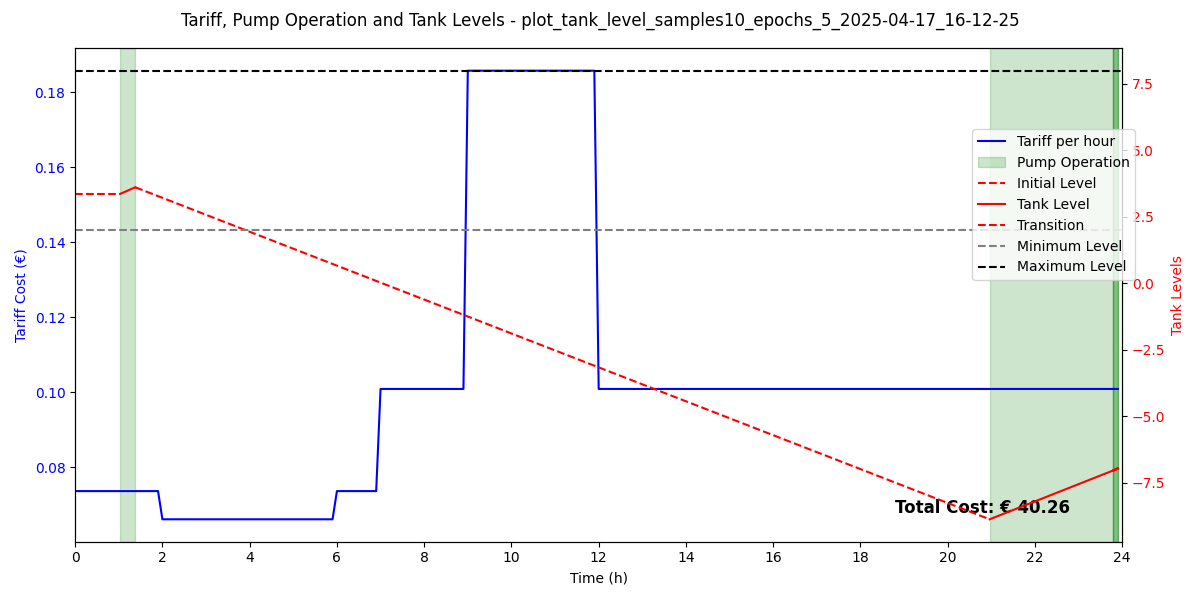 Tariff, Pump Operation and Tank Levels - plot_tank_level_samples10_epochs_5_2025-04-17_16-12-25
Tariff Cost (€)
0.18
0.16
0.14
0.12
0.10
0.08
7.5
5.0
2.5
0.0
−2.5
−5.0
−7.5
Tank Levels
Tariff per hour
Pump Operation
Initial Level
Tank Level
Transition
Minimum Level
Maximum Level
Total Cost: € 40.26
0 2 4 6 8 10 12 14 16 18 20 22 24
Time (h)